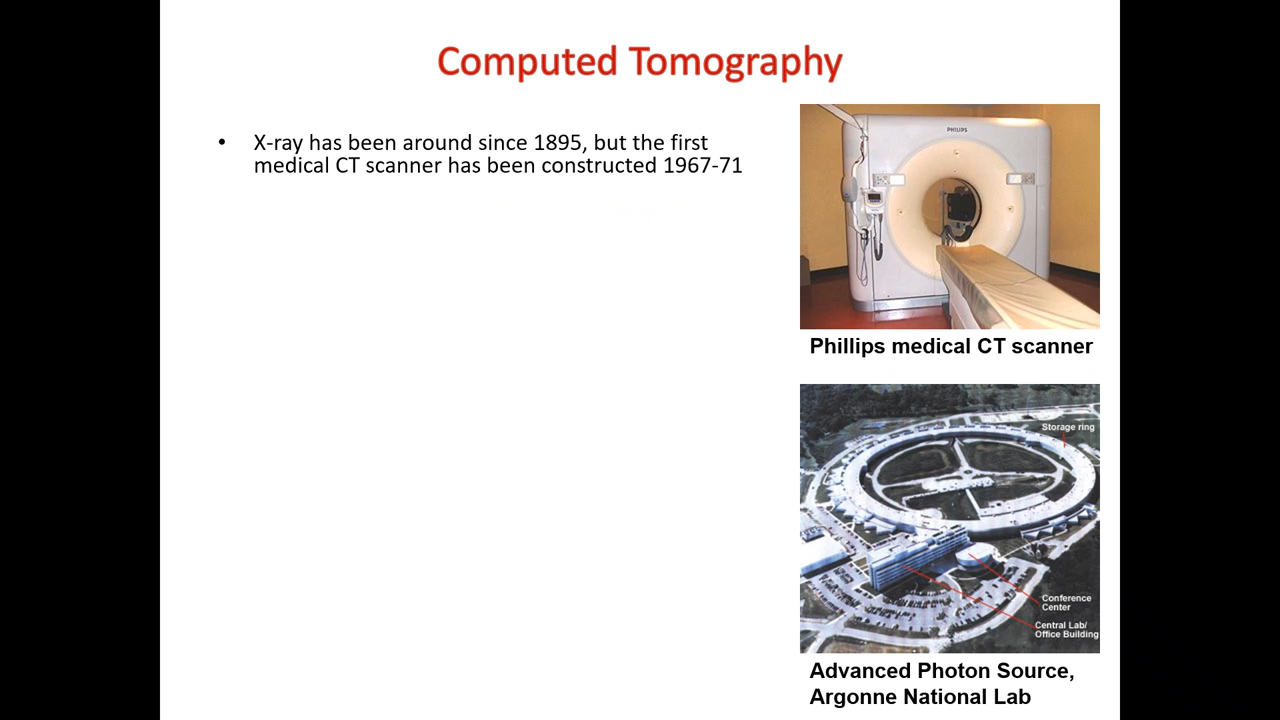 Computed Tomography
• X-ray has been around since 1895, but the first
medical CT scanner has been constructed 1967-71
PHILIPS
Phillips medical CT scanner
Storage ring
Conference
Center
Central Lab/
Office Building
Advanced Photon Source,
Argonne National Lab